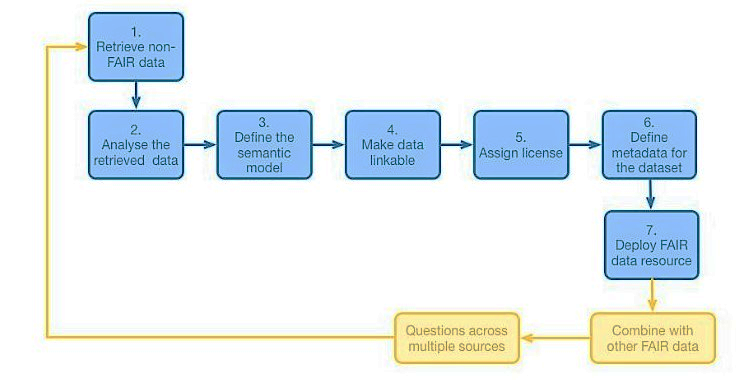 1.
Retrieve non-
FAIR data
2.
Analyse the
retrieved data
3.
Define the
semantic
model
4.
Make data
linkable
5.
Assign license
6.
Define
metadata for
the dataset
7.
Deploy FAIR
data resource
Combine with
other FAIR data
Questions across
multiple sources